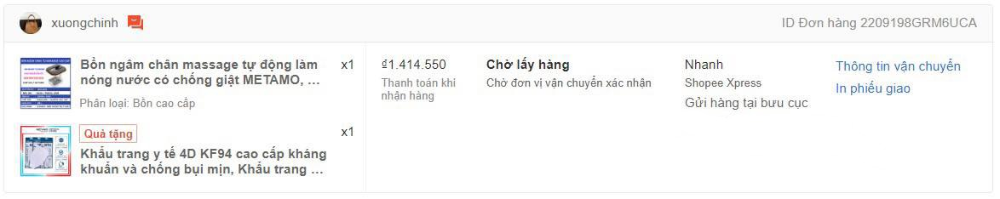 xuongchinh
ID Đơn hàng 2209198GRM6UCA
Bồn ngâm chân massage tự động làm
nóng nước có chống giật METAMO, ...
x1
Phân loại: Bồn cao cấp
₫1.414.550
Thanh toán khi
nhận hàng
Chờ lấy hàng
Chờ đơn vị vận chuyển xác nhận
Nhanh
Shopee Xpress
Gửi hàng tại bưu cục
Thông tin vận chuyển
In phiếu giao
Quà tặng
x1
Khẩu trang y tế 4D KF94 cao cấp kháng
khuẩn và chống bụi mịn, Khẩu trang ...